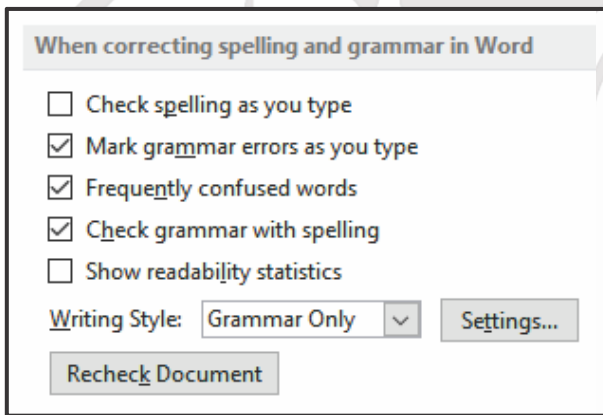 When correcting spelling and grammar in Word
Check spelling as you type
Mark grammar errors as you type
Frequently confused words
Check grammar with spelling
Show readability statistics
Writing Style: Grammar Only Settings...
Recheck Document